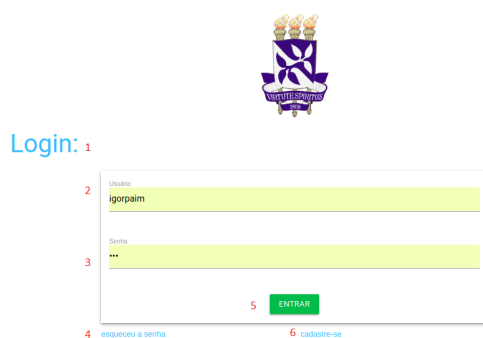 VIRTUTE SPIRITUS
Login: 1
Usuário
2 igorpaim
Senha
3 •••
5 ENTRAR
4 esqueceu a senha 6 cadastre-se